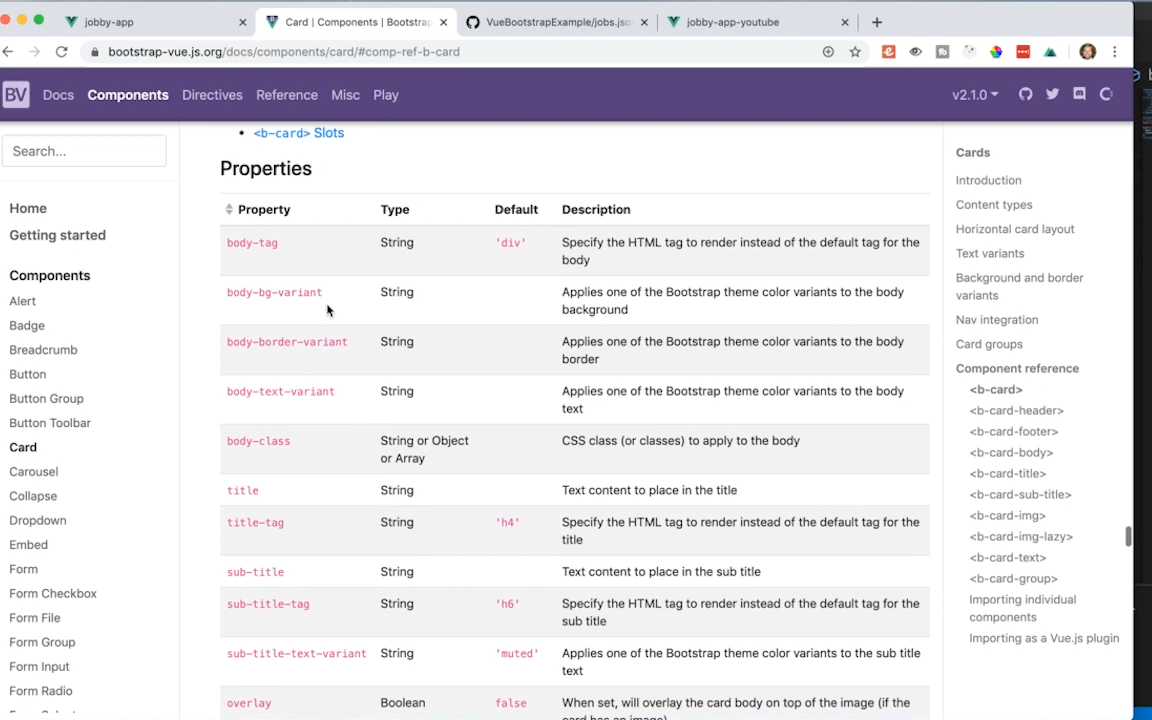 jobby-app
Card | Components | Bootstrap
VueBootstrapExample/jobs.jso
jobby-app-youtube
bootstrap-vue.js.org/docs/components/card/#comp-ref-b-card
BV
Docs
Components
Directives
Reference
Misc
Play
v2.1.0
Search...
Home
Getting started
Components
Alert
Badge
Breadcrumb
Button
Button Group
Button Toolbar
Card
Carousel
Collapse
Dropdown
Embed
Form
Form Checkbox
Form File
Form Group
Form Input
Form Radio
• <b-card> Slots
Properties
Property Type Default Description
body-tag String 'div' Specify the HTML tag to render instead of the default tag for the
body
body-bg-variant String Applies one of the Bootstrap theme color variants to the body
background
body-border-variant String Applies one of the Bootstrap theme color variants to the body
border
body-text-variant String Applies one of the Bootstrap theme color variants to the body
text
body-class String or Object CSS class (or classes) to apply to the body
or Array
title String Text content to place in the title
title-tag String 'h4' Specify the HTML tag to render instead of the default tag for the
title
sub-title String Text content to place in the sub title
sub-title-tag String 'h6' Specify the HTML tag to render instead of the default tag for the
sub title
sub-title-text-variant String 'muted' Applies one of the Bootstrap theme color variants to the sub title
text
overlay Boolean false When set, will overlay the card body on top of the image (if the
Cards
Introduction
Content types
Horizontal card layout
Text variants
Background and border
variants
Nav integration
Card groups
Component reference
<b-card>
<b-card-header>
<b-card-footer>
<b-card-body>
<b-card-title>
<b-card-sub-title>
<b-card-img>
<b-card-img-lazy>
<b-card-text>
<b-card-group>
Importing individual
components
Importing as a Vue.js plugin